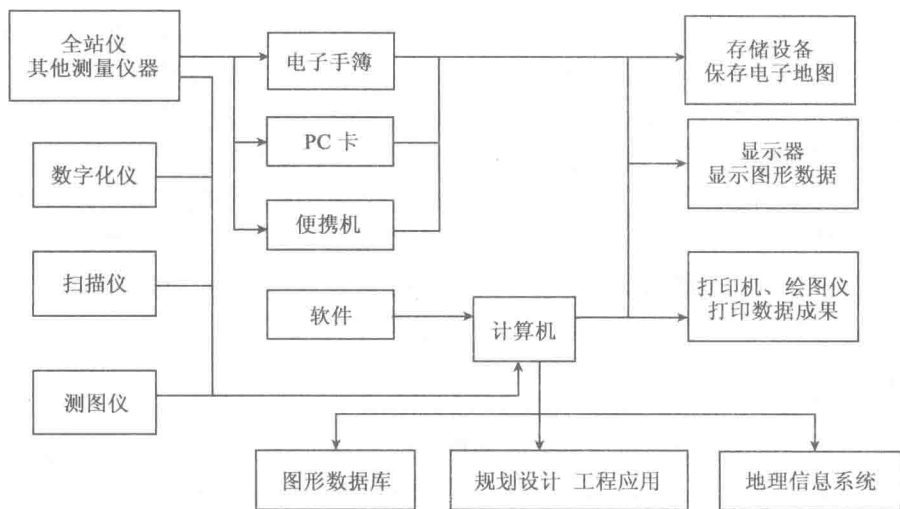 全站仪
其他测量仪器
电子手簿
存储设备
保存电子地图
PC 卡
显示器
显示图形数据
数字化仪
便携机
扫描仪
软件
计算机
打印机、绘图仪
打印数据成果
测图仪
图形数据库
规划设计 工程应用
地理信息系统